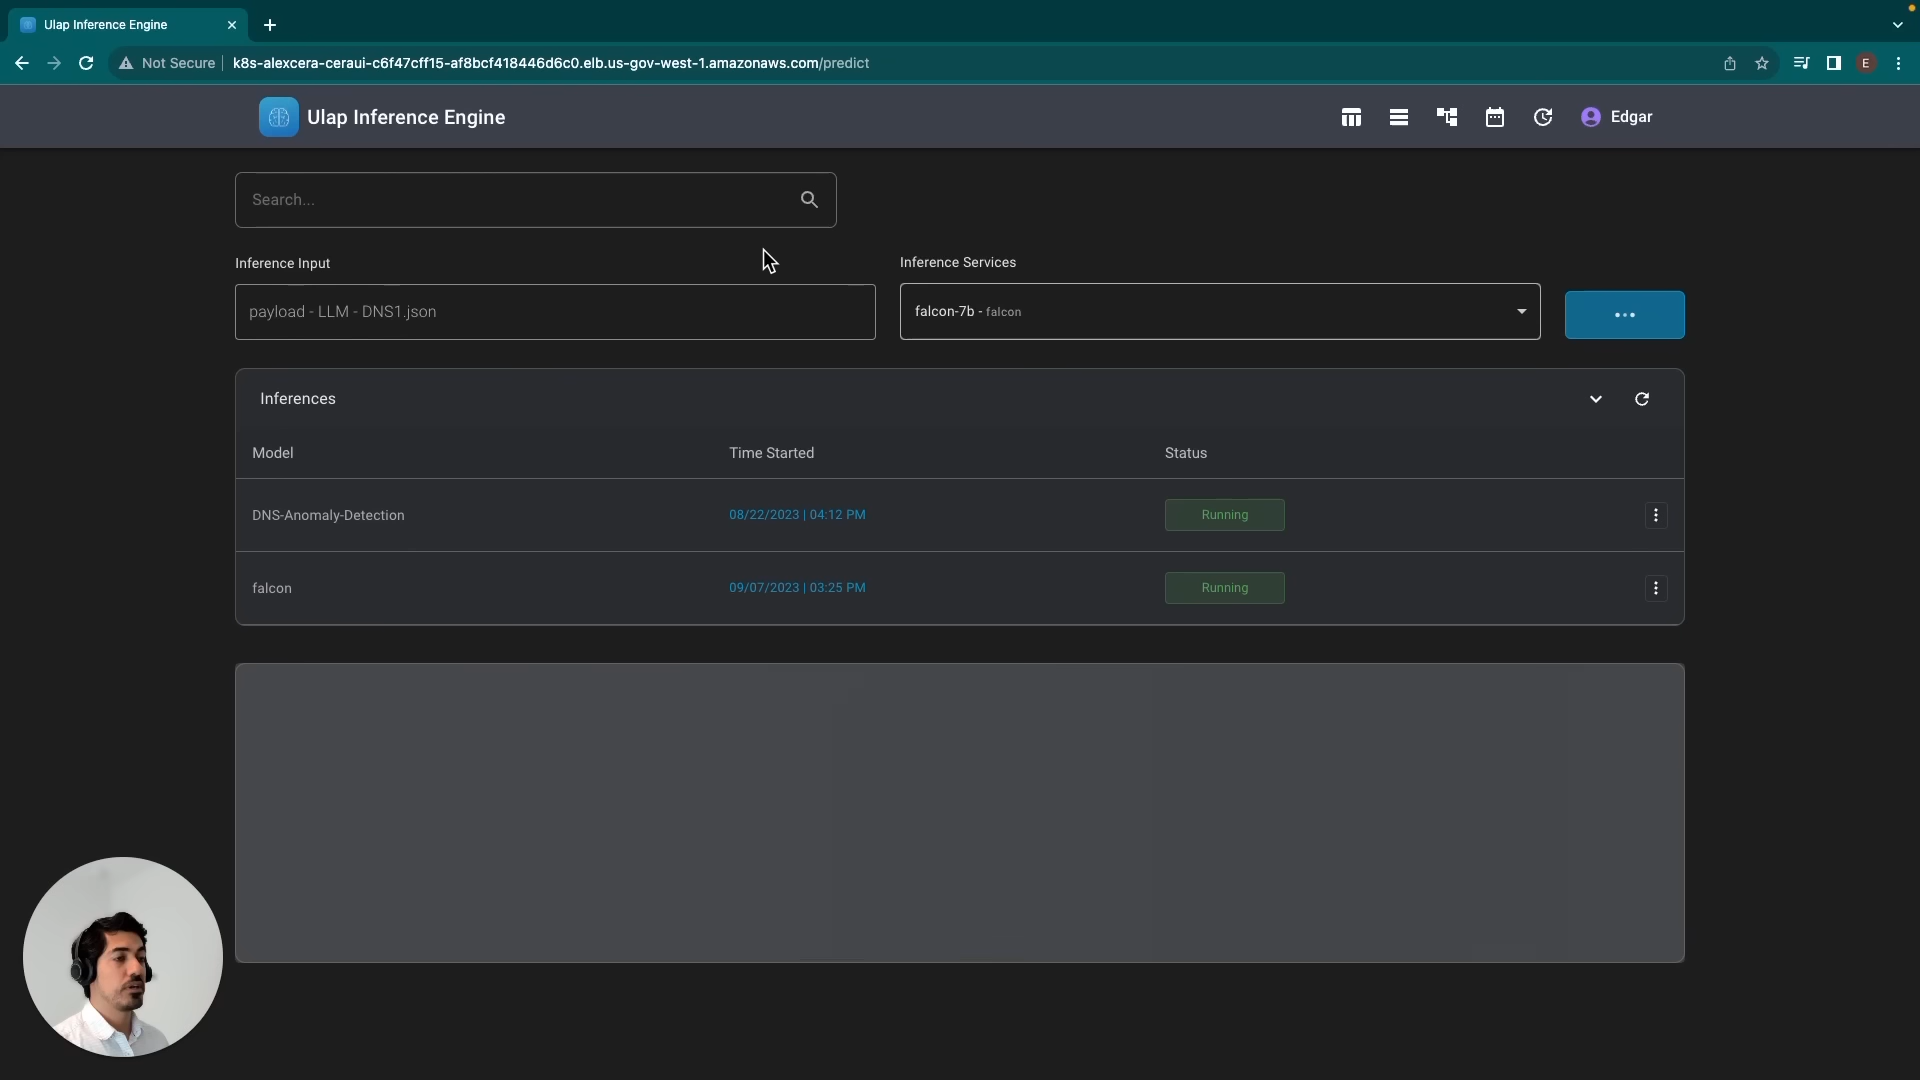 Ulap Inference Engine
Not Secure | k8s-alexcera-ceraui-c6f47cff15-af8bcf418446d6c0.elb.us-gov-west-1.amazonaws.com/predict
E
Ulap Inference Engine
Edgar
Search...
Inference Input
Inference Services
payload - LLM - DNS1.json
falcon-7b - falcon
Inferences
Model Time Started Status
DNS-Anomaly-Detection 08/22/2023 | 04:12 PM Running
falcon 09/07/2023 | 03:25 PM Running